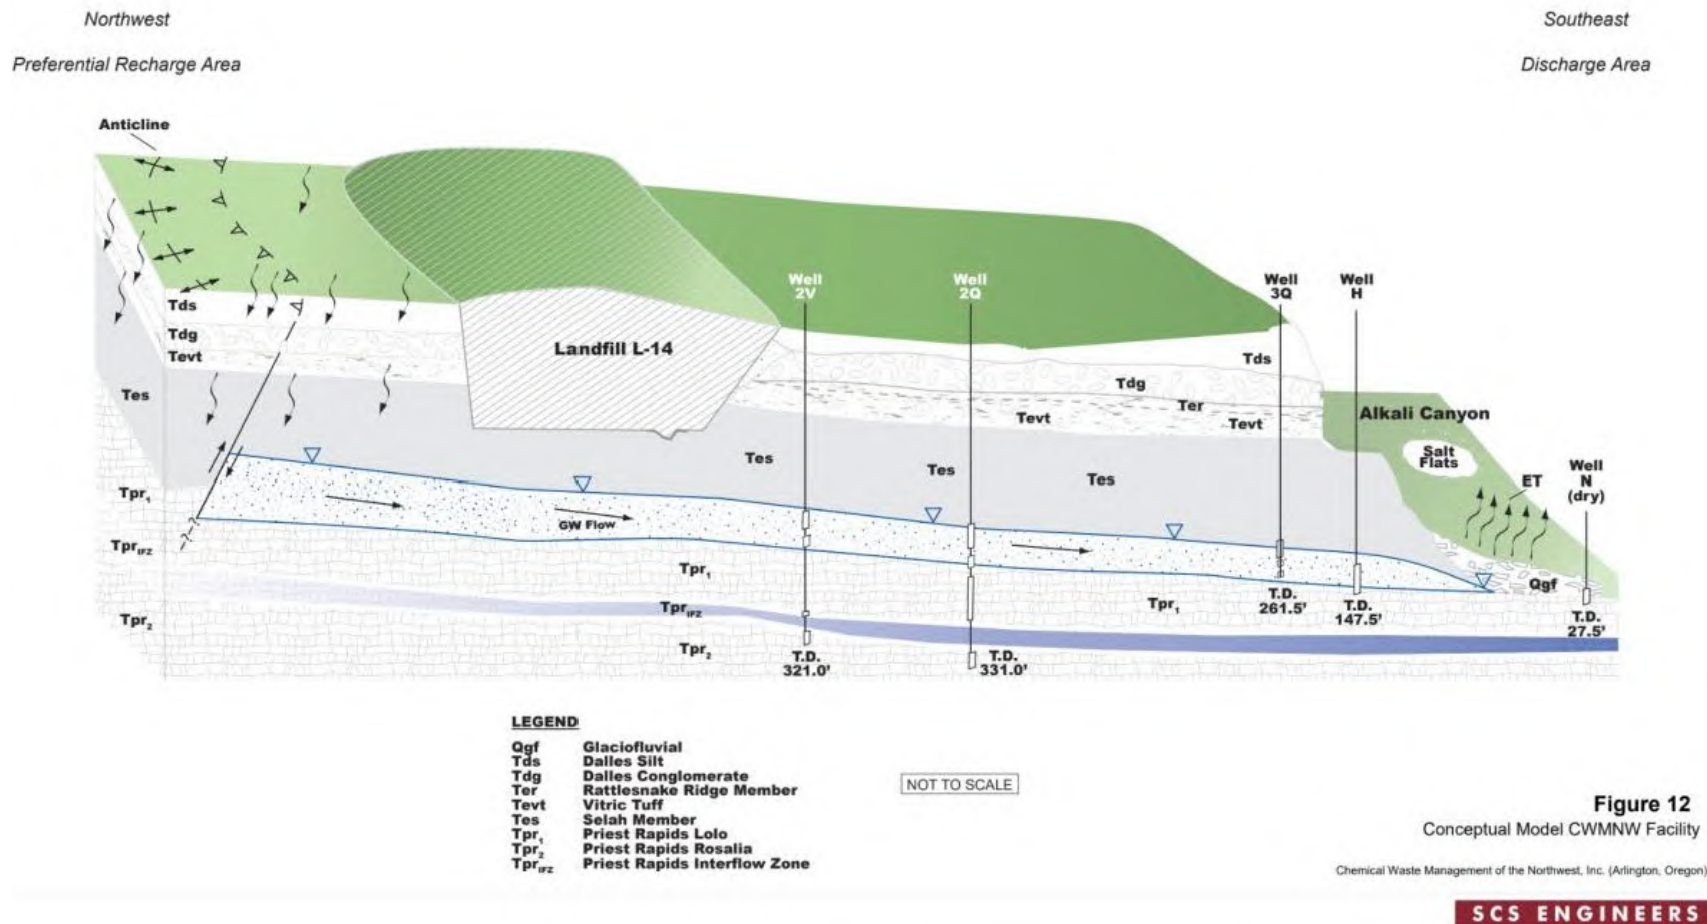 Northwest
Southeast
Preferential Recharge Area
Discharge Area
Anticline
Well
2V
Well
2Q
Well
3Q
Well
H
Tds
Tdg
Tevt
Landfill L-14
Tds
Tdg
Ter
Tevt
Tevt
Alkali Canyon
Salt
Flats
ET
Well
N
(dry)
Tes
Tes
Tes
Tes
Tpr₁
GW Flow
Tpr_IFZ
Tpr₁
Tpr_IFZ
Tpr₁
Qgf
T.D.
261.5'
T.D.
147.5'
T.D.
27.5'
Tpr₂
Tpr₂
T.D.
321.0'
T.D.
331.0'
-?-?
LEGEND
Qgf Glaciofluvial
Tds Dalles Silt
Tdg Dalles Conglomerate
Ter Rattlesnake Ridge Member
Tevt Vitric Tuff
Tes Selah Member
Tpr₁ Priest Rapids Lolo
Tpr₂ Priest Rapids Rosalia
Tpr_IFZ Priest Rapids Interflow Zone
NOT TO SCALE
Figure 12
Conceptual Model CWMNW Facility
Chemical Waste Management of the Northwest, Inc. (Arlington, Oregon)
SCS ENGINEERS